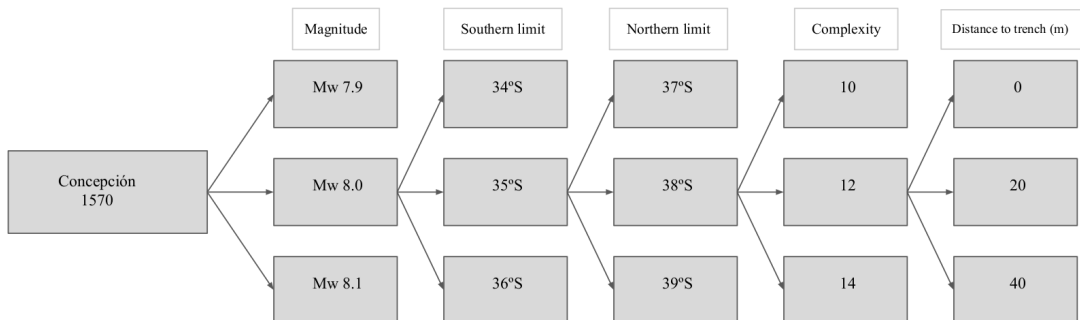 Magnitude
Southern limit
Northern limit
Complexity
Distance to trench (m)
Mw 7.9
34ºS
37ºS
10
0
Concepción
1570
Mw 8.0
35ºS
38ºS
12
20
Mw 8.1
36ºS
39ºS
14
40